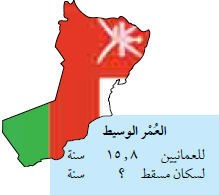 العُمْر الوسيط
للعمانيين ١٥,٨ سنة
لسكان مسقط ؟ سنة